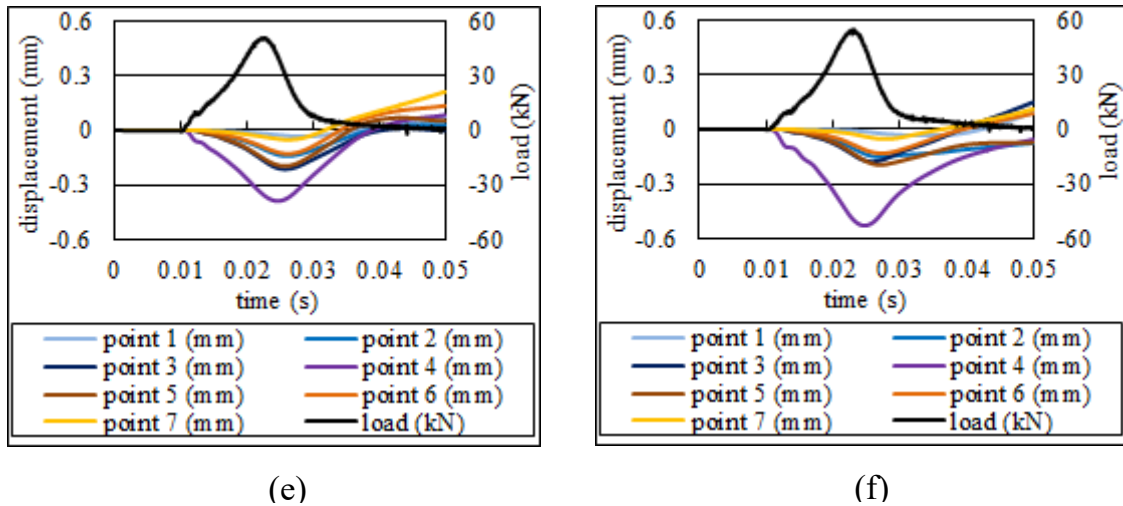 0.6
0.3
0
-0.3
-0.6
displacement (mm)
60
30
0
-30
-60
load (kN)
0 0.01 0.02 0.03 0.04 0.05
time (s)
point 1 (mm) point 2 (mm)
point 3 (mm) point 4 (mm)
point 5 (mm) point 6 (mm)
point 7 (mm) load (kN)
(e)
0.6
0.3
0
-0.3
-0.6
displacement (mm)
60
30
0
-30
-60
load (kN)
0 0.01 0.02 0.03 0.04 0.05
time (s)
point 1 (mm) point 2 (mm)
point 3 (mm) point 4 (mm)
point 5 (mm) point 6 (mm)
point 7 (mm) load (kN)
(f)